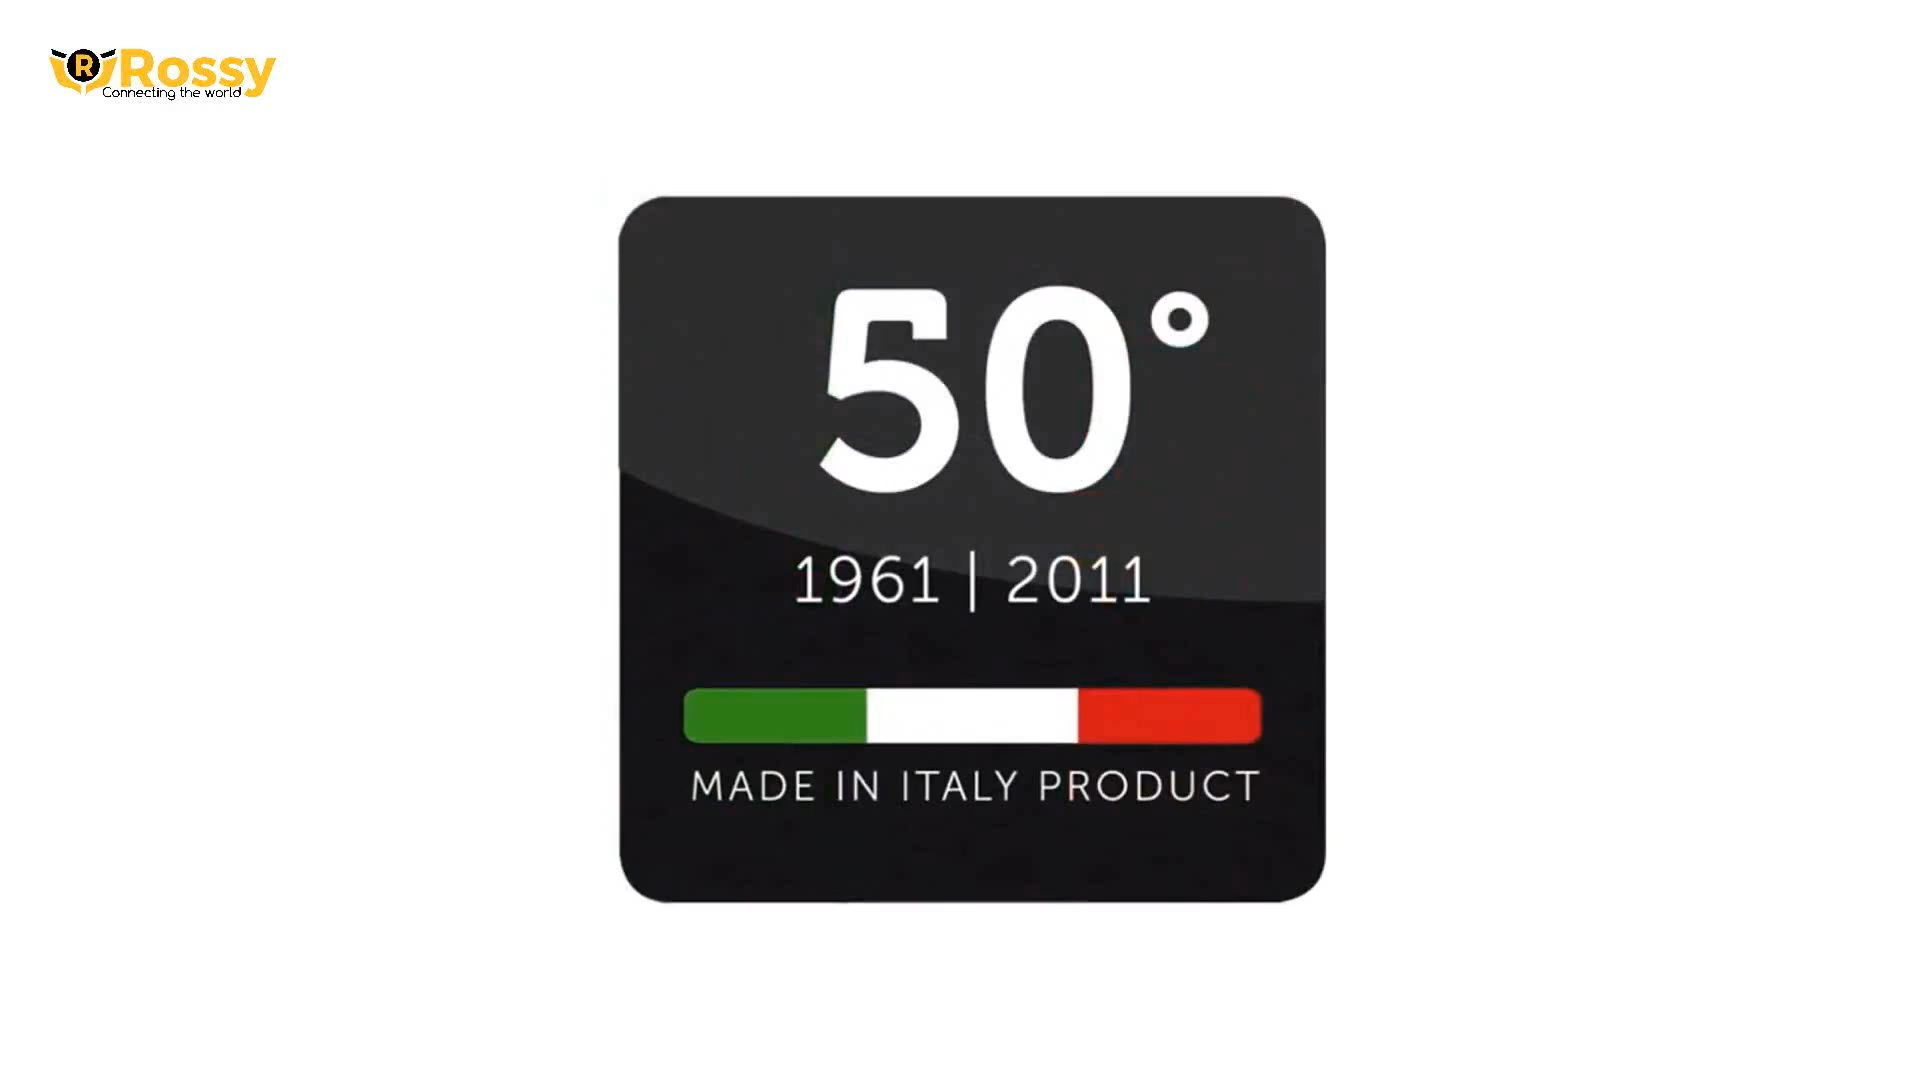 R Rossy
Connecting the world
50°
1961 | 2011
MADE IN ITALY PRODUCT